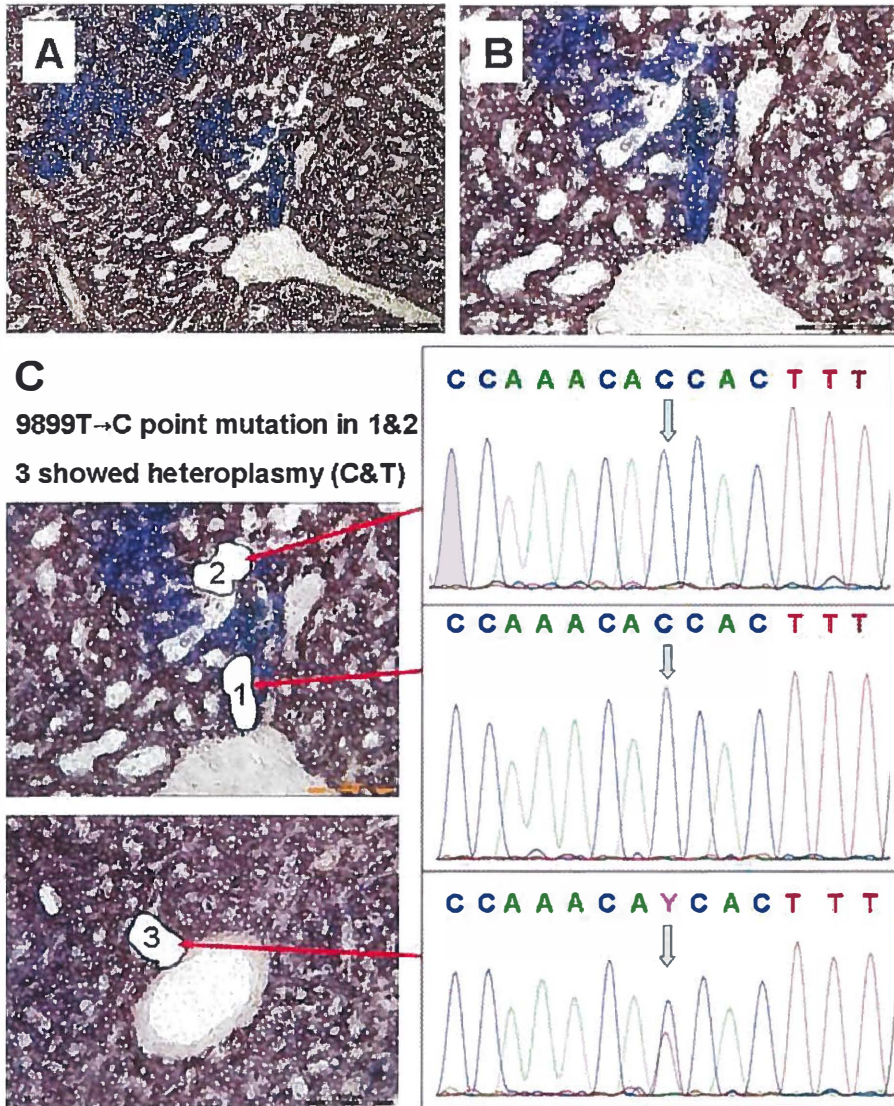 A
B
C
9899T→C point mutation in 1&2
3 showed heteroplasmy (C&T)
2
1
3
C C A A A C A C C A C T T T
C C A A A C A C C A C T T T
C C A A A C A Y C A C T T T